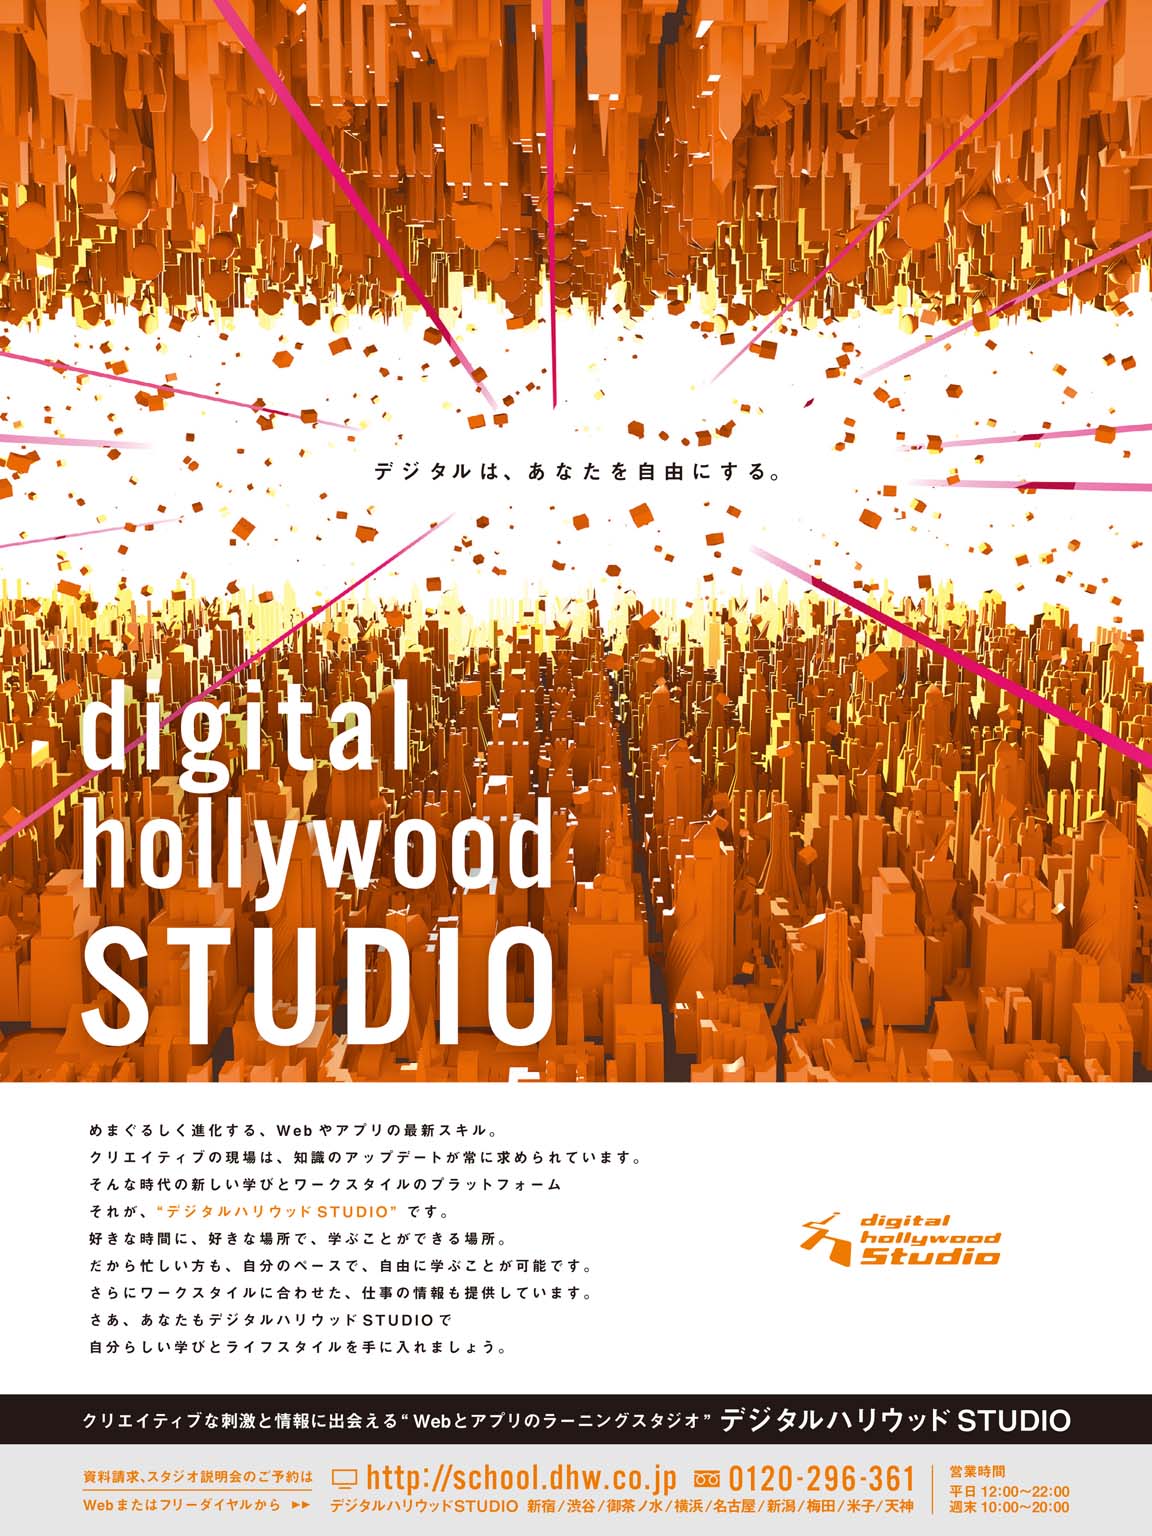 デジタルは、あなたを自由にする。
digital
hollywood
STUDIO
めまぐるしく進化する、Webやアプリの最新スキル。
クリエイティブの現場は、知識のアップデートが常に求められています。
そんな時代の新しい学びとワークスタイルのプラットフォーム
それが、“デジタルハリウッドSTUDIO” です。
好きな時間に、好きな場所で、学ぶことができる場所。
だから忙しい方も、自分のペースで、自由に学ぶことが可能です。
さらにワークスタイルに合わせた、仕事の情報も提供しています。
さあ、あなたもデジタルハリウッドSTUDIOで
自分らしい学びとライフスタイルを手に入れましょう。
digital
hollywood
Studio
クリエイティブな刺激と情報に出会える“Webとアプリのラーニングスタジオ” デジタルハリウッド STUDIO
資料請求、スタジオ説明会のご予約は
Webまたはフリーダイヤルから ▶▶
http://school.dhw.co.jp 0120-296-361
デジタルハリウッドSTUDIO 新宿/渋谷/御茶ノ水/横浜/名古屋/新潟/梅田/米子/天神
営業時間
平日 12:00〜22:00
週末 10:00〜20:00